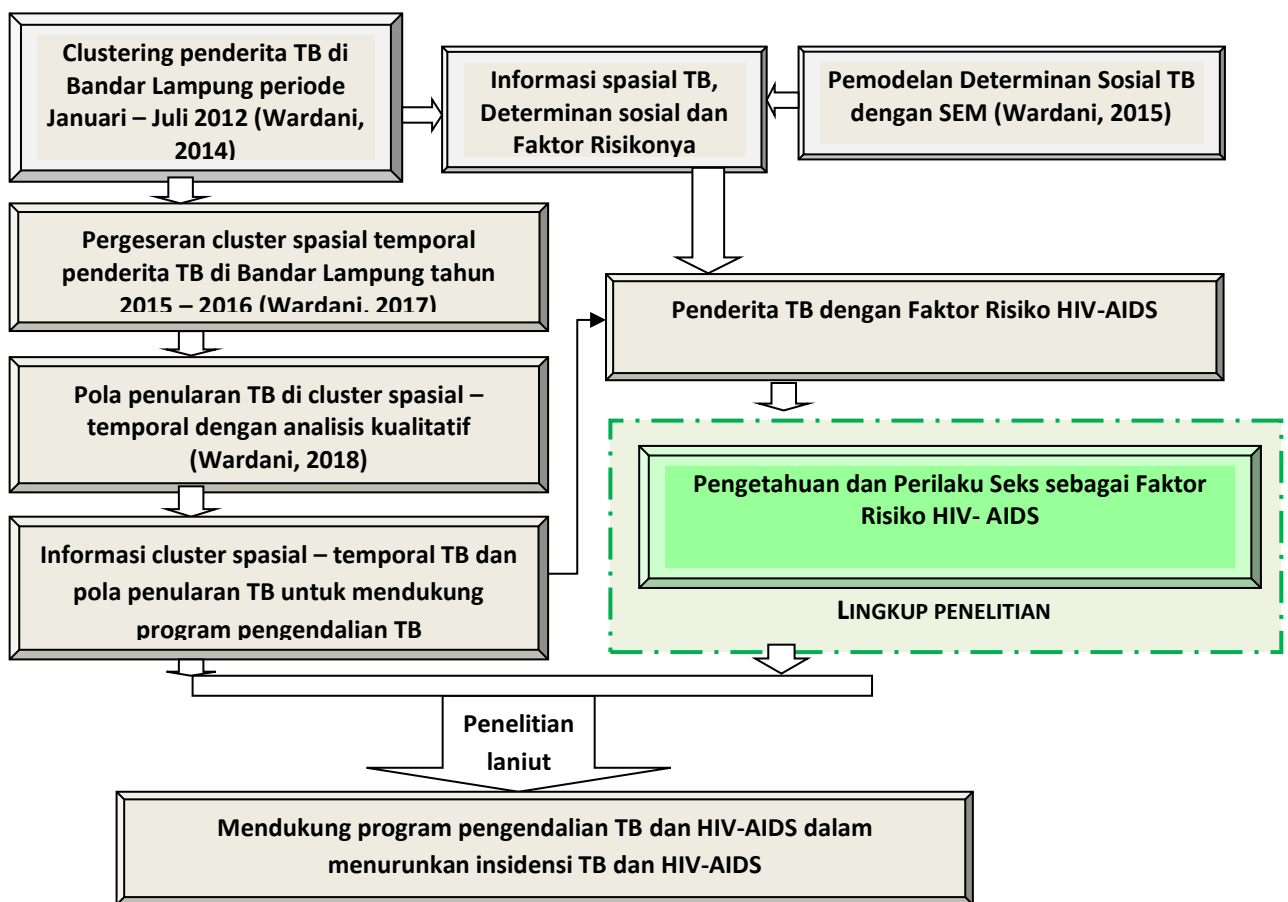 Clustering penderita TB di
Bandar Lampung periode
Januari – Juli 2012 (Wardani,
2014)
Informasi spasial TB,
Determinan sosial dan
Faktor Risikonya
Pemodelan Determinan Sosial TB
dengan SEM (Wardani, 2015)
Pergeseran cluster spasial temporal
penderita TB di Bandar Lampung tahun
2015 – 2016 (Wardani, 2017)
Penderita TB dengan Faktor Risiko HIV-AIDS
Pola penularan TB di cluster spasial –
temporal dengan analisis kualitatif
(Wardani, 2018)
Pengetahuan dan Perilaku Seks sebagai Faktor
Risiko HIV- AIDS
LINGKUP PENELITIAN
Informasi cluster spasial – temporal TB dan
pola penularan TB untuk mendukung
program pengendalian TB
Penelitian
lanjut
Mendukung program pengendalian TB dan HIV-AIDS dalam
menurunkan insidensi TB dan HIV-AIDS